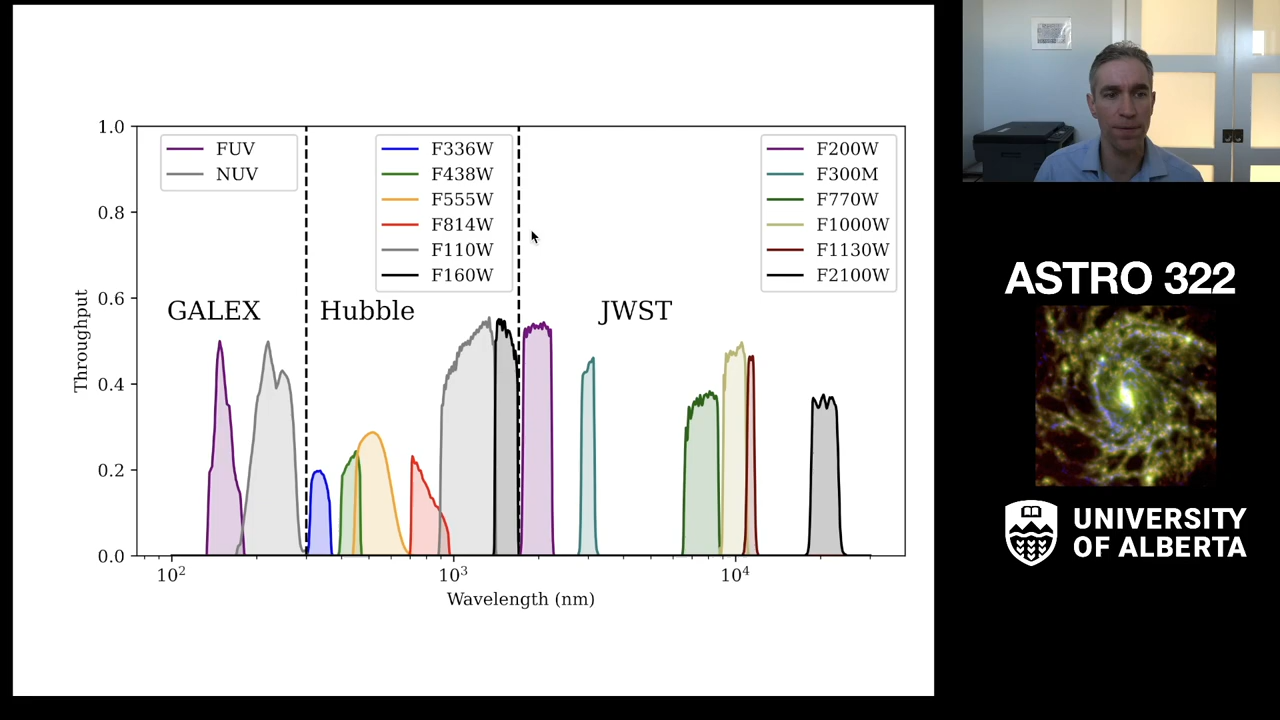 1.0
0.8
0.6
0.4
0.2
0.0
Throughput
FUV
NUV
F336W
F438W
F555W
F814W
F110W
F160W
F200W
F300M
F770W
F1000W
F1130W
F2100W
GALEX
Hubble
JWST
10²
10³
10⁴
Wavelength (nm)
ASTRO 322
UNIVERSITY
OF ALBERTA